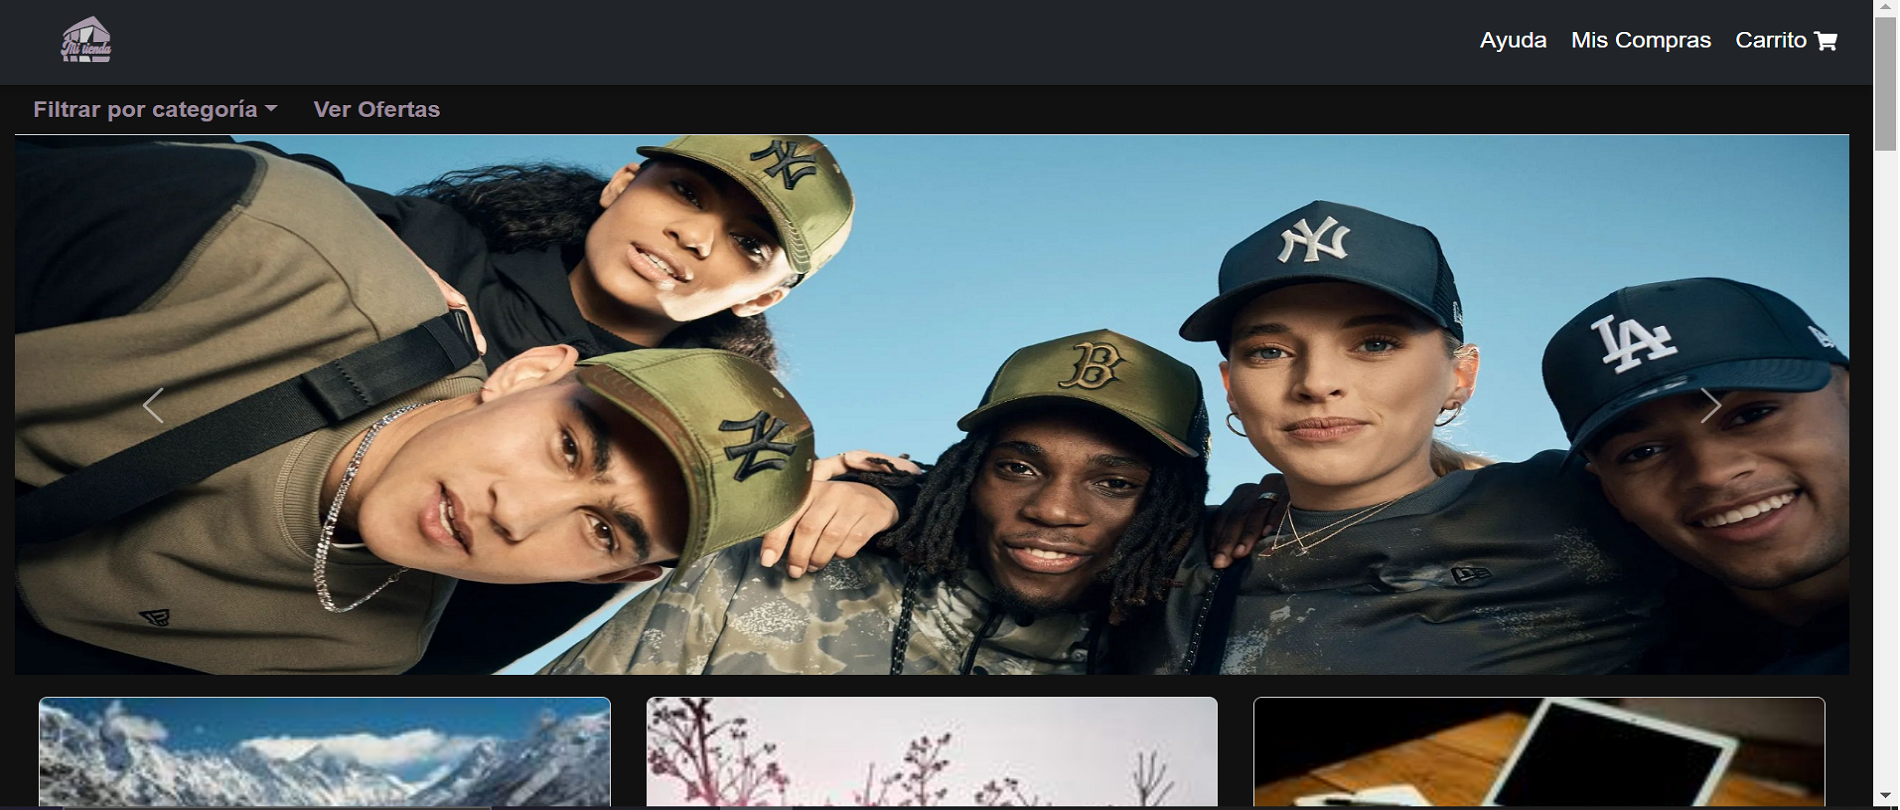 Mi tienda
Ayuda Mis Compras Carrito
Filtrar por categoría Ver Ofertas
NY
NY
B
NY
LA